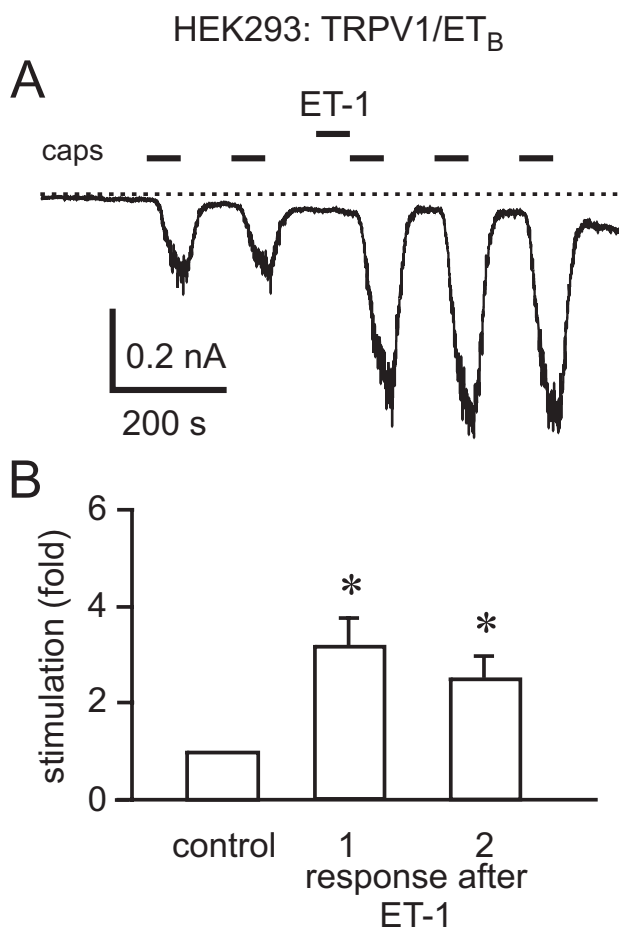 HEK293: TRPV1/ETB
A
ET-1
caps
0.2 nA
200 s
B
stimulation (fold)
6
4
2
0
*
*
control 1 2
response after
ET-1